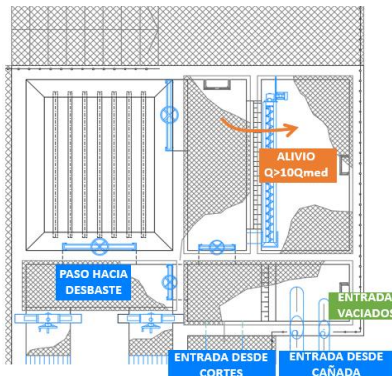 ALIVIO
Q>10Qmed
PASO HACIA
DESBASTE
ENTRADA
VACIADOS
ENTRADA DESDE
CORTES
ENTRADA DESDE
CAÑADA